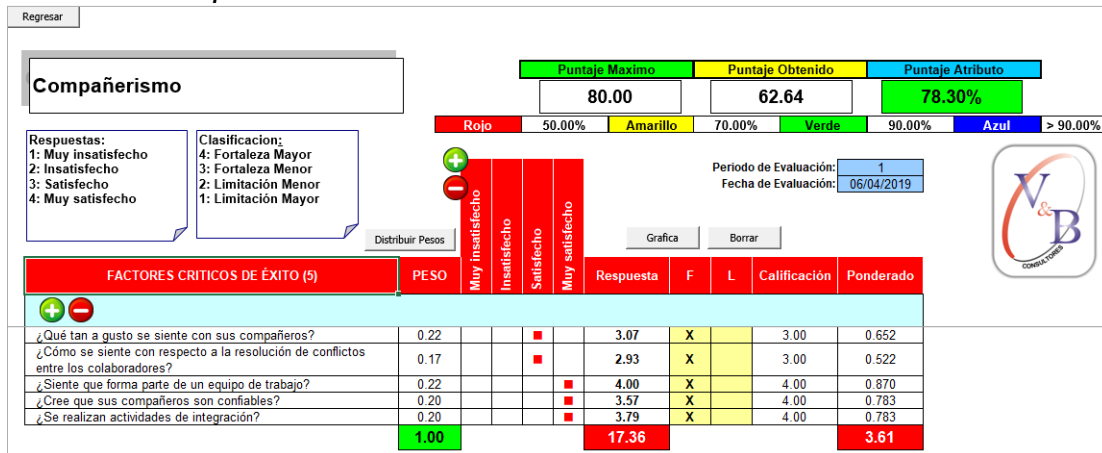 Regresar
Compañerismo
Puntaje Maximo Puntaje Obtenido Puntaje Atributo
80.00 62.64 78.30%
Rojo 50.00% Amarillo 70.00% Verde 90.00% Azul > 90.00%
Respuestas:
1: Muy insatisfecho
2: Insatisfecho
3: Satisfecho
4: Muy satisfecho
Clasificacion:
4: Fortaleza Mayor
3: Fortaleza Menor
2: Limitación Menor
1: Limitación Mayor
Periodo de Evaluación: 1
Fecha de Evaluación: 06/04/2019
V&B
CONSULTORES
Distribuir Pesos
Grafica
Borrar
FACTORES CRITICOS DE ÉXITO (5) PESO Muy insatisfecho Insatisfecho Satisfecho Muy satisfecho Respuesta F L Calificación Ponderado
¿Qué tan a gusto se siente con sus compañeros? 0.22 3.07 X 3.00 0.652
¿Cómo se siente con respecto a la resolución de conflictos
entre los colaboradores? 0.17 2.93 X 3.00 0.522
¿Siente que forma parte de un equipo de trabajo? 0.22 4.00 X 4.00 0.870
¿Cree que sus compañeros son confiables? 0.20 3.57 X 4.00 0.783
¿Se realizan actividades de integración? 0.20 3.79 X 4.00 0.783
1.00 17.36 3.61